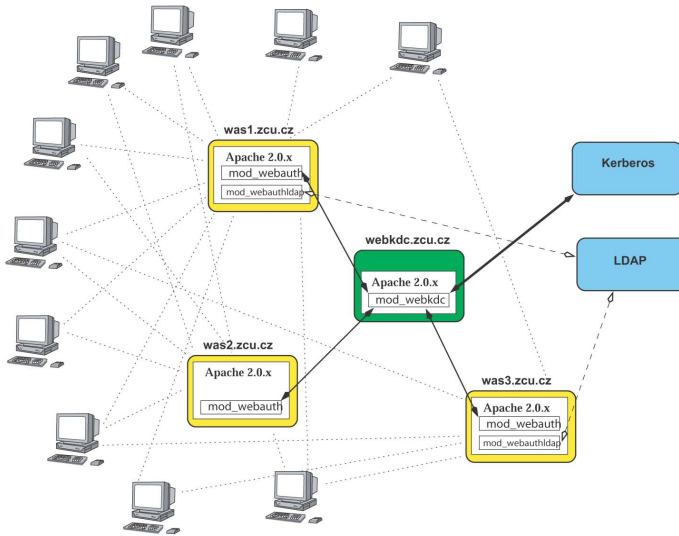 was1.zcu.cz
Apache 2.0.x
mod_webauth
mod_webauthldap
Kerberos
webkdc.zcu.cz
Apache 2.0.x
mod_webkdc
LDAP
was2.zcu.cz
Apache 2.0.x
mod_webauth
was3.zcu.cz
Apache 2.0.x
mod_webauth
mod_webauthldap